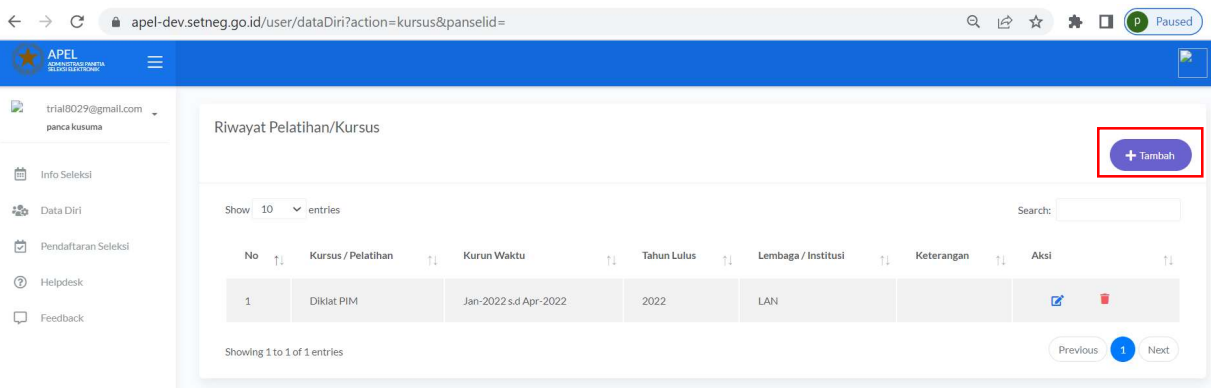 apel-dev.setneg.go.id/user/dataDiri?action=kursus&panselid=
P Paused
APEL
ADMINISTRASI PANITIA
SELEKSI ELEKTRONIK
trial8029@gmail.com
panca kusuma
Info Seleksi
Data Diri
Pendaftaran Seleksi
Helpdesk
Feedback
Riwayat Pelatihan/Kursus
+ Tambah
Show 10 entries
Search:
No Kursus / Pelatihan Kurun Waktu Tahun Lulus Lembaga / Institusi Keterangan Aksi
1 Diklat PIM Jan-2022 s.d Apr-2022 2022 LAN
Showing 1 to 1 of 1 entries
Previous 1 Next